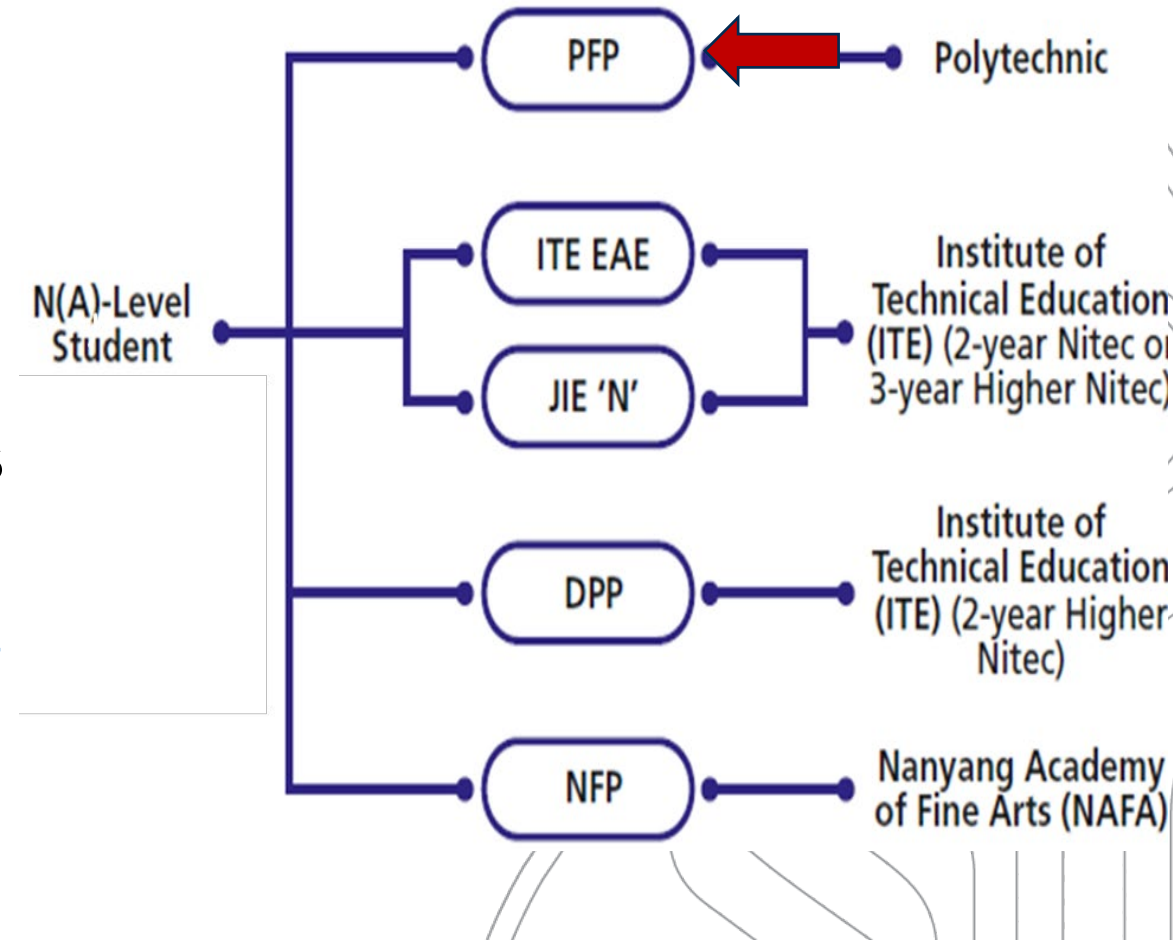 PFP
Polytechnic
ITE EAE
Institute of
Technical Education
(ITE) (2-year Nitec or
3-year Higher Nitec)
N(A)-Level
Student
JIE ‘N’
Institute of
Technical Education
(ITE) (2-year Higher
Nitec)
DPP
NFP
Nanyang Academy
of Fine Arts (NAFA)